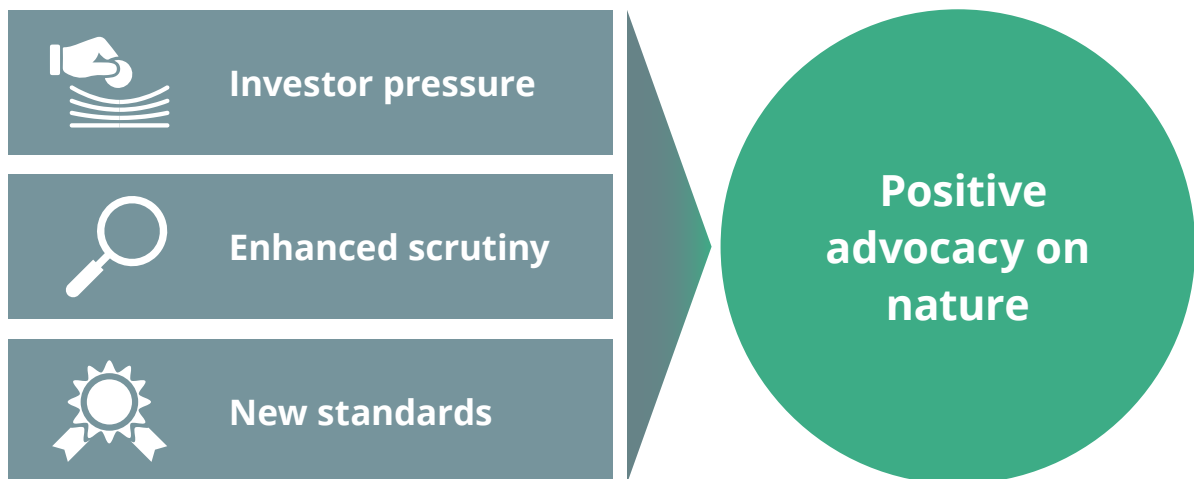 Investor pressure
Enhanced scrutiny
New standards
Positive
advocacy on
nature